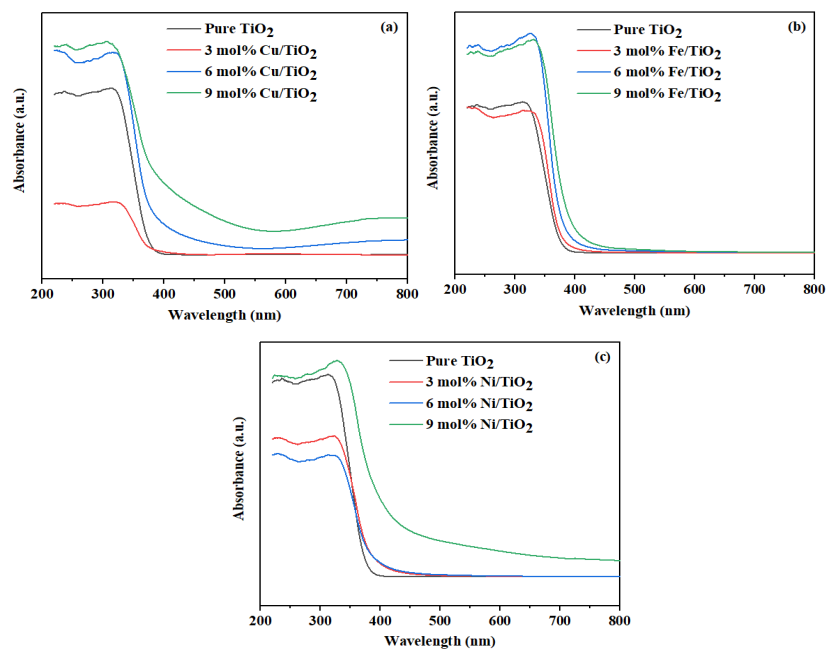 (a)
Pure TiO2
3 mol% Cu/TiO2
6 mol% Cu/TiO2
9 mol% Cu/TiO2
Absorbance (a.u.)
200 300 400 500 600 700 800
Wavelength (nm)
(b)
Pure TiO2
3 mol% Fe/TiO2
6 mol% Fe/TiO2
9 mol% Fe/TiO2
Absorbance (a.u.)
200 300 400 500 600 700 800
Wavelength (nm)
(c)
Pure TiO2
3 mol% Ni/TiO2
6 mol% Ni/TiO2
9 mol% Ni/TiO2
Absorbance (a.u.)
200 300 400 500 600 700 800
Wavelength (nm)